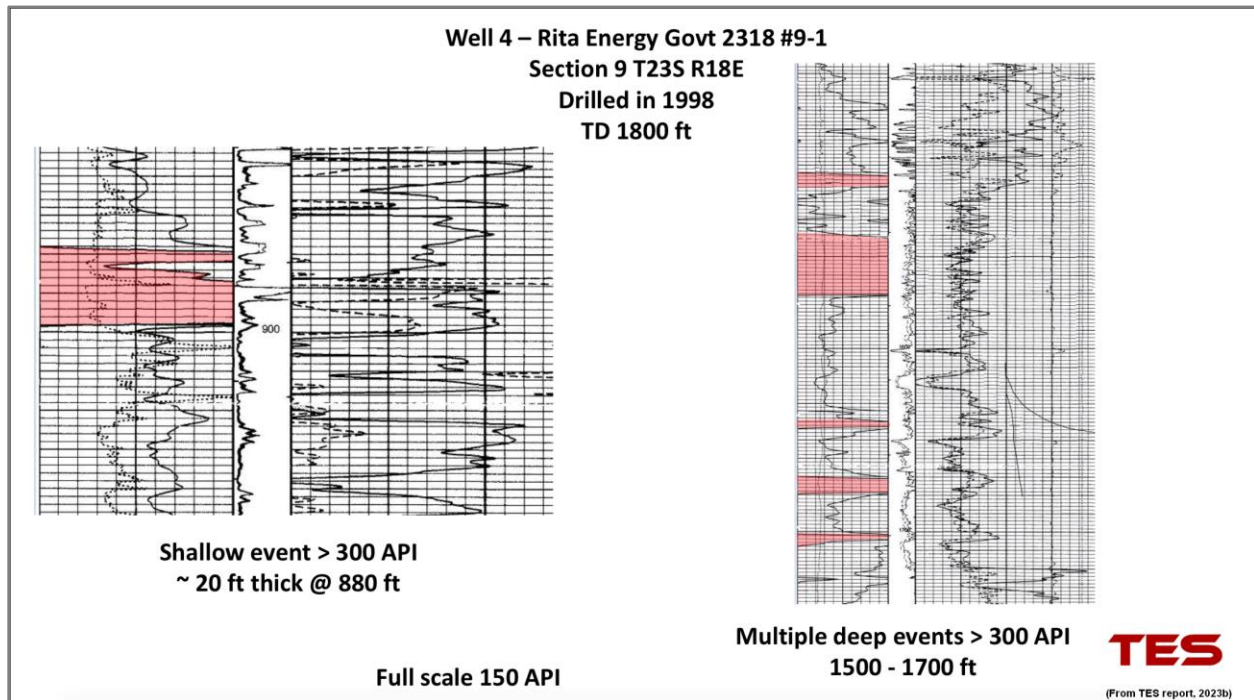 Well 4 – Rita Energy Govt 2318 #9-1
Section 9 T23S R18E
Drilled in 1998
TD 1800 ft
900
Shallow event > 300 API
~ 20 ft thick @ 880 ft
Multiple deep events > 300 API
1500 - 1700 ft
Full scale 150 API
TES
(From TES report, 2023b)